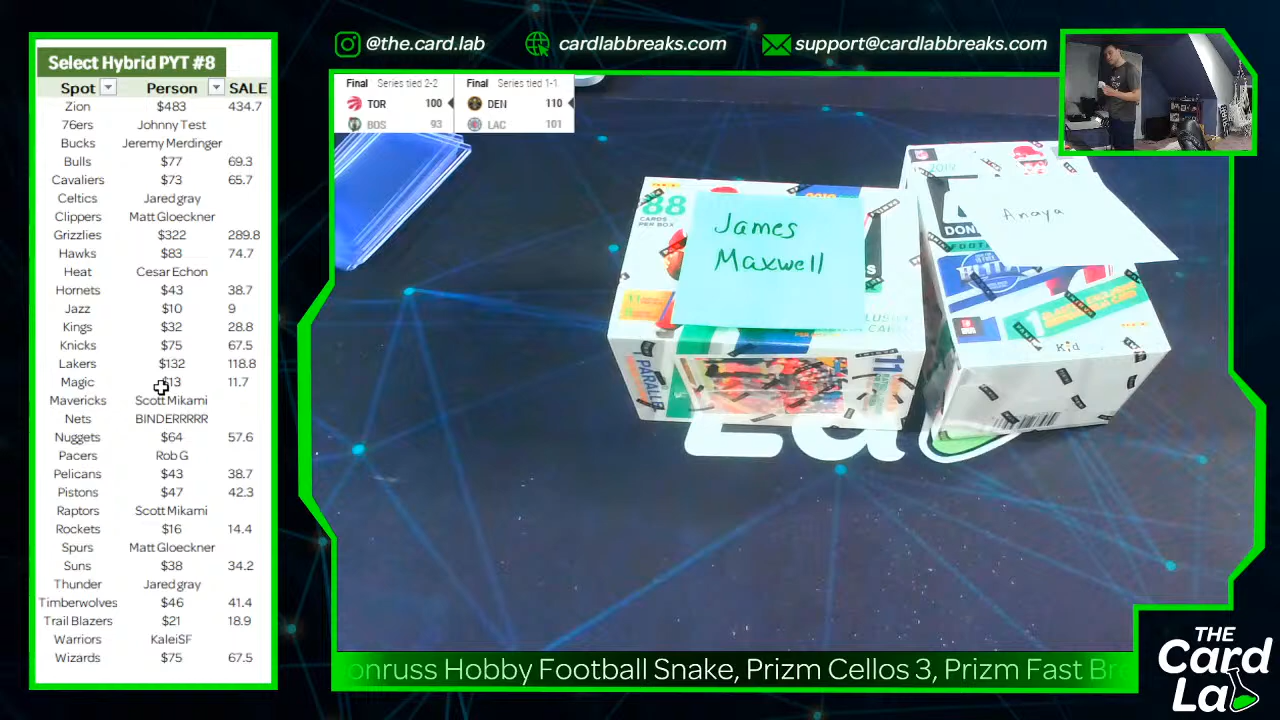 @the.card.lab
cardlabbreaks.com
support@cardlabbreaks.com
Select Hybrid PYT #8
Spot Person SALE
Zion $483 434.7
76ers Johnny Test
Bucks Jeremy Merdinger
Bulls $77 69.3
Cavaliers $73 65.7
Celtics Jared gray
Clippers Matt Gloeckner
Grizzlies $322 289.8
Hawks $83 74.7
Heat Cesar Echon
Hornets $43 38.7
Jazz $10 9
Kings $32 28.8
Knicks $75 67.5
Lakers $132 118.8
Magic $13 11.7
Mavericks Scott Mikami
Nets BINDERRRRR
Nuggets $64 57.6
Pacers Rob G
Pelicans $43 38.7
Pistons $47 42.3
Raptors Scott Mikami
Rockets $16 14.4
Spurs Matt Gloeckner
Suns $38 34.2
Thunder Jared gray
Timberwolves $46 41.4
Trail Blazers $21 18.9
Warriors KaleiSF
Wizards $75 67.5
Final Series tied 2-2
TOR 100
BOS 93
Final Series tied 1-1
DEN 110
LAC 101
88
CARDS
PER BOX
James
Maxwell
Anaya
DON
FOOT
Kid
onruss Hobby Football Snake, Prizm Cellos 3, Prizm Fast Br
THE
Card
La